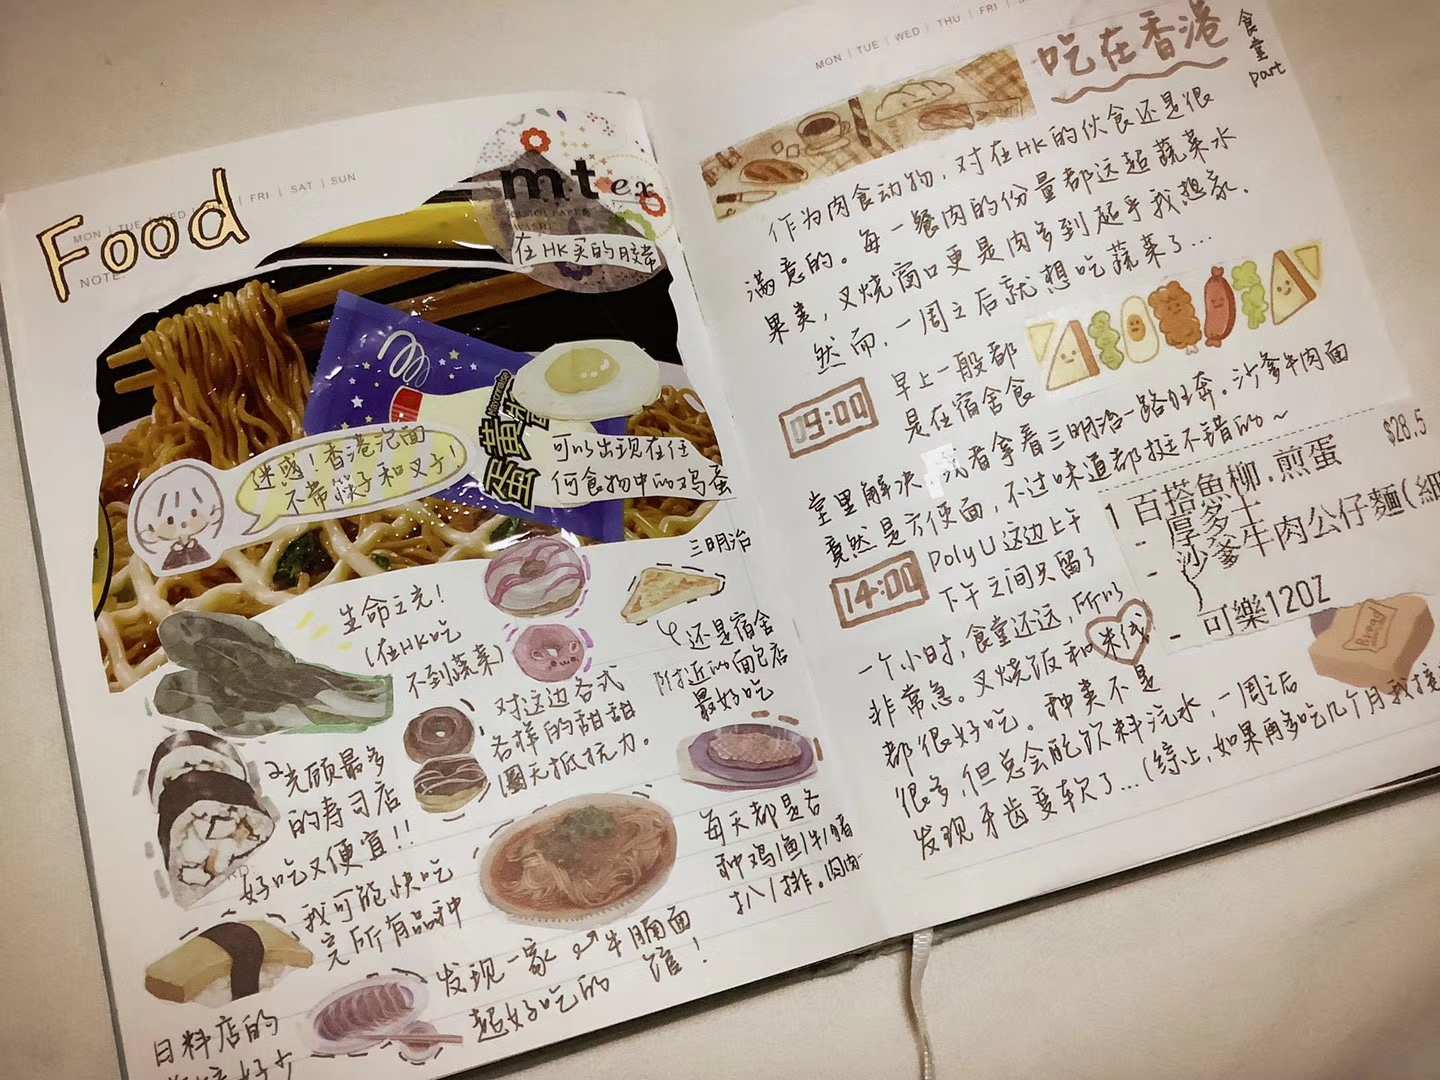 Food
MON | TUE | WED | FRI | SAT | SUN
NOTE
mt ex
在HK买的胶带
迷惑！香港泡面
不带筷子和叉子！
蛋黄
Mayonnaise
可以出现在任
何食物中的鸡蛋
生命之光！
（在HK吃
不到蔬菜）
三明治
还是宿舍
附近的面包店
最好吃
对这边各式
各样的甜甜
圈无抵抗力。
光顾最多
的寿司店
好吃又便宜！！
我可能快吃
完所有品种
每天都是各
种鸡/鱼/牛/猪
扒/排。肉肉
发现一家牛腩面
超好吃的 馆！
日料店的
MON | TUE | WED | THU | FRI | S
吃在香港
食堂
part
作为肉食动物，对在HK的伙食还是很
满意的。每一餐肉的份量都远超蔬菜水
果类，叉烧窗口更是肉多到超乎我想象.
然而，一周之后就想吃蔬菜了...
09:00
早上一般都
是在宿舍食
堂里解决，或者拿着三明治一路狂奔。沙爹牛肉面
竟然是方便面，不过味道都挺不错的~
$28.5
1 百搭魚柳.煎蛋
- 厚多士
- 沙爹牛肉公仔麵(細
)
- 可樂12OZ
14:00
PolyU这边上午
下午之间只留了
一个小时，食堂还远，所以
非常急。叉烧饭和米线
都很好吃。种类不是
很多，但总会配饮料汽水，一周之后
发现牙齿变软了...（综上，如果再多吃几个月我
Bread